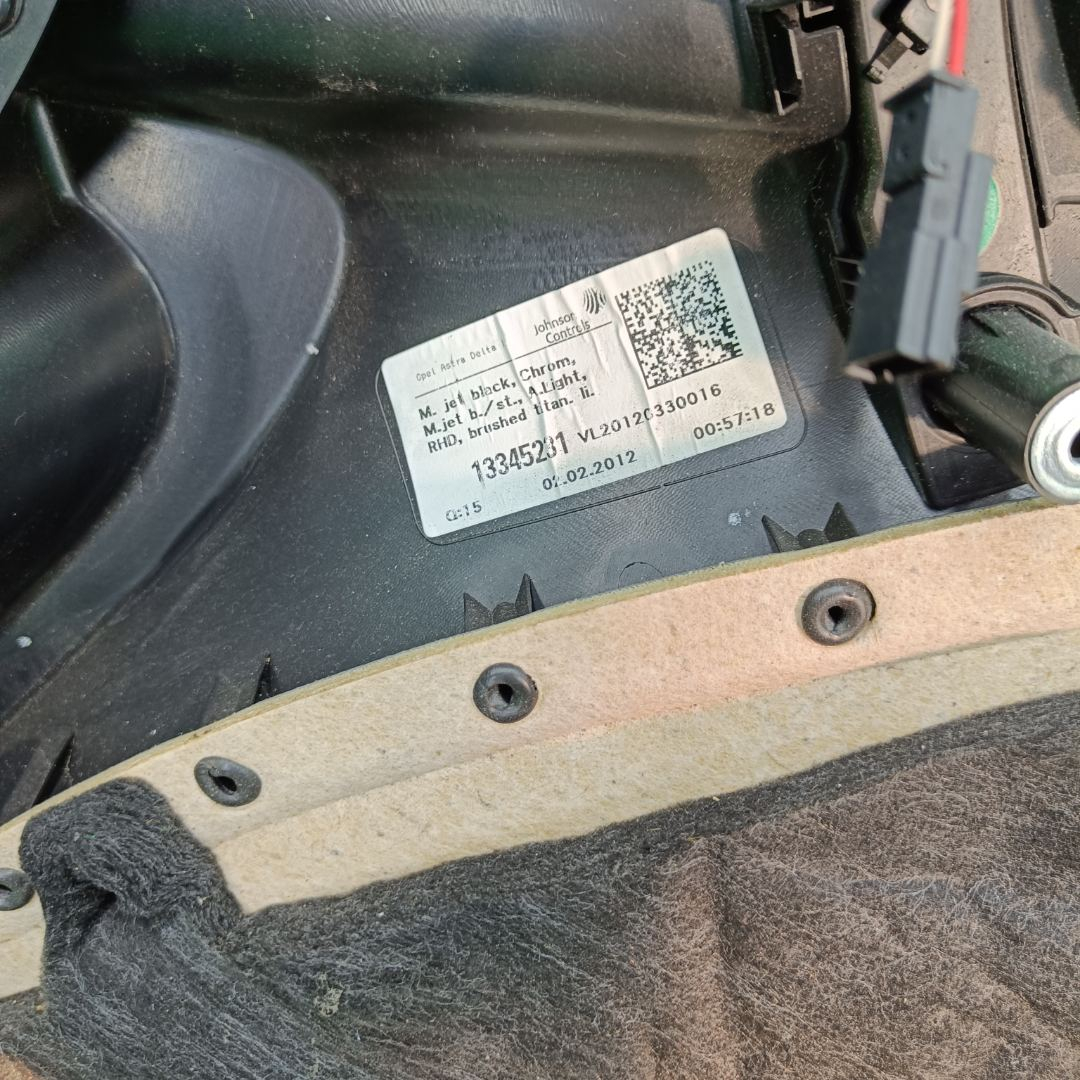 Opel Astra Delta
Johnson
Controls
M. jet black, Chrom,
M.jet b./st., A.Light,
RHD, brushed titan. li.
13345231 VL20120330016
02.02.2012 00:57:18
Q:15